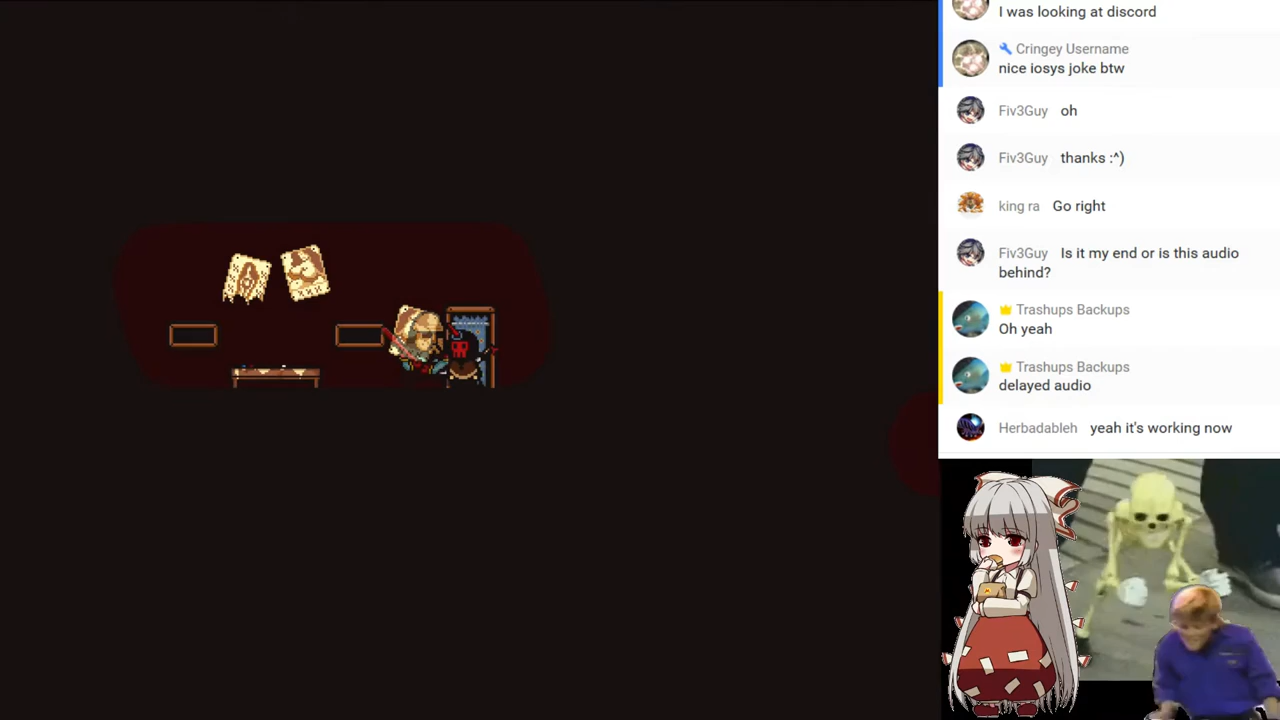 I was looking at discord
Cringey Username
nice iosys joke btw
Fiv3Guy oh
Fiv3Guy thanks :^)
king ra Go right
Fiv3Guy Is it my end or is this audio
behind?
Trashups Backups
Oh yeah
Trashups Backups
delayed audio
Herbadableh yeah it's working now